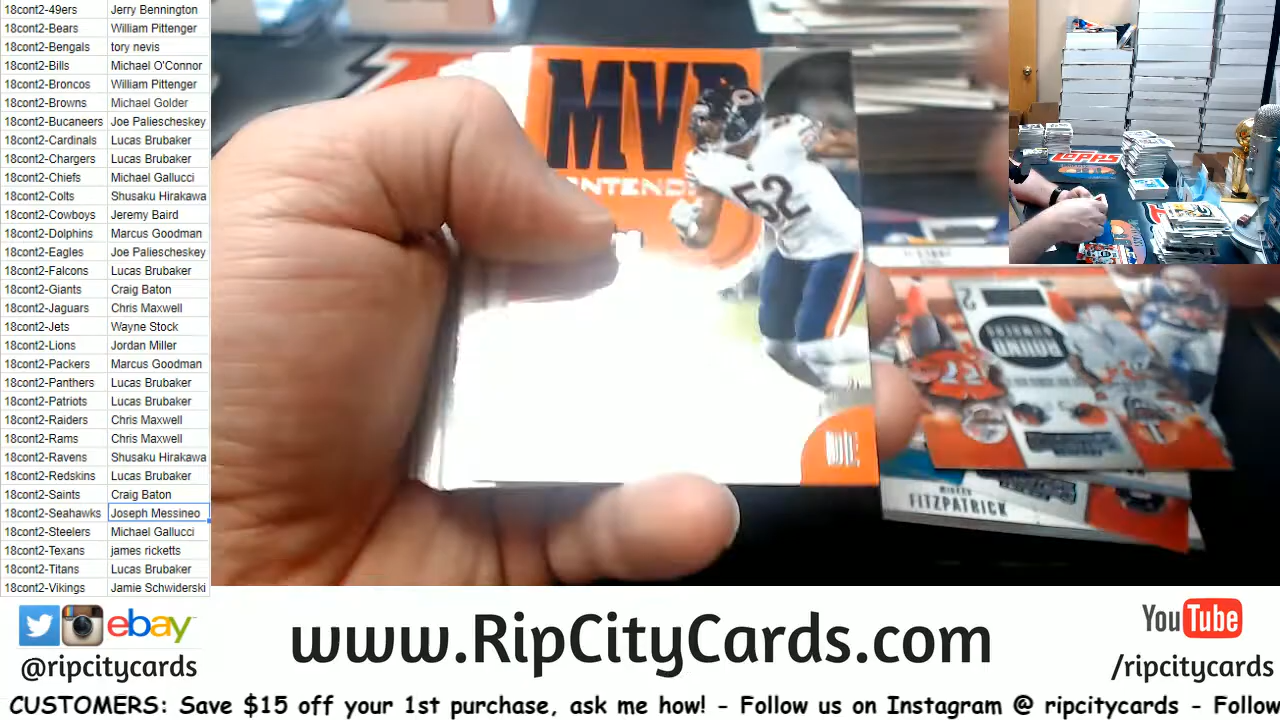 18cont2-49ers Jerry Bennington
18cont2-Bears William Pittenger
18cont2-Bengals tory nevis
18cont2-Bills Michael O'Connor
18cont2-Broncos William Pittenger
18cont2-Browns Michael Golder
18cont2-Bucaneers Joe Paliescheskey
18cont2-Cardinals Lucas Brubaker
18cont2-Chargers Lucas Brubaker
18cont2-Chiefs Michael Gallucci
18cont2-Colts Shusaku Hirakawa
18cont2-Cowboys Jeremy Baird
18cont2-Dolphins Marcus Goodman
18cont2-Eagles Joe Paliescheskey
18cont2-Falcons Lucas Brubaker
18cont2-Giants Craig Baton
18cont2-Jaguars Chris Maxwell
18cont2-Jets Wayne Stock
18cont2-Lions Jordan Miller
18cont2-Packers Marcus Goodman
18cont2-Panthers Lucas Brubaker
18cont2-Patriots Lucas Brubaker
18cont2-Raiders Chris Maxwell
18cont2-Rams Chris Maxwell
18cont2-Ravens Shusaku Hirakawa
18cont2-Redskins Lucas Brubaker
18cont2-Saints Craig Baton
18cont2-Seahawks Joseph Messineo
18cont2-Steelers Michael Gallucci
18cont2-Texans james ricketts
18cont2-Titans Lucas Brubaker
18cont2-Vikings Jamie Schwiderski
MVP
52
FITZPATRICK
Topps
ebay
@ripcitycards
www.RipCityCards.com
YouTube
/ripcitycards
CUSTOMERS: Save $15 off your 1st purchase, ask me how! - Follow us on Instagram @ ripcitycards - Follow